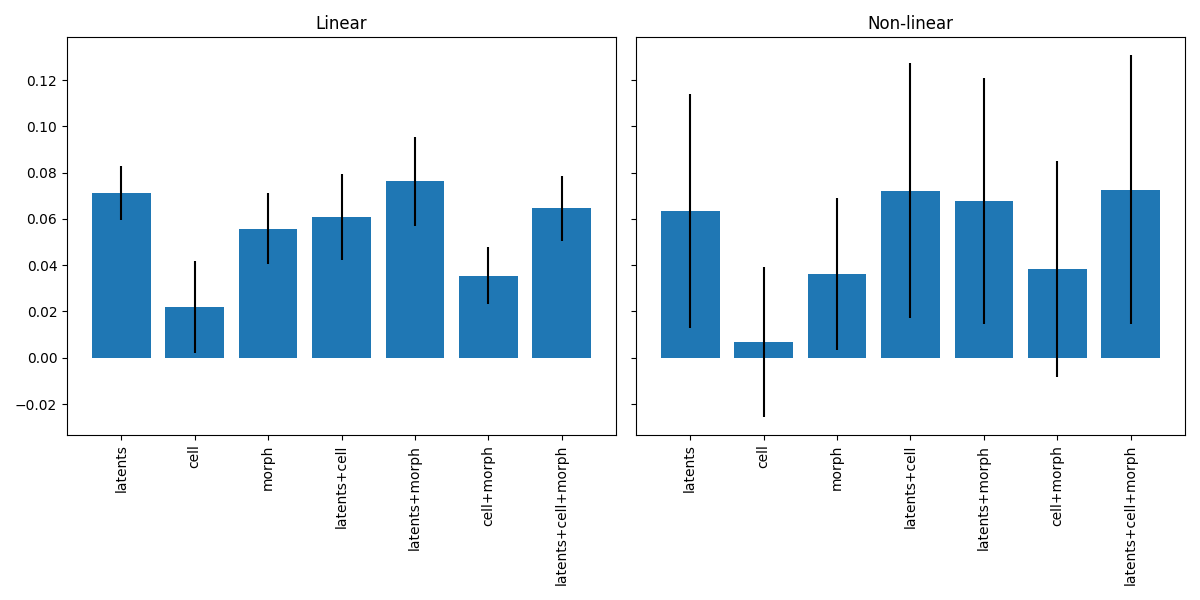 Linear
Non-linear
0.12
0.10
0.08
0.06
0.04
0.02
0.00
−0.02
latents
cell
morph
latents+cell
latents+morph
cell+morph
latents+cell+morph
latents
cell
morph
latents+cell
latents+morph
cell+morph
latents+cell+morph